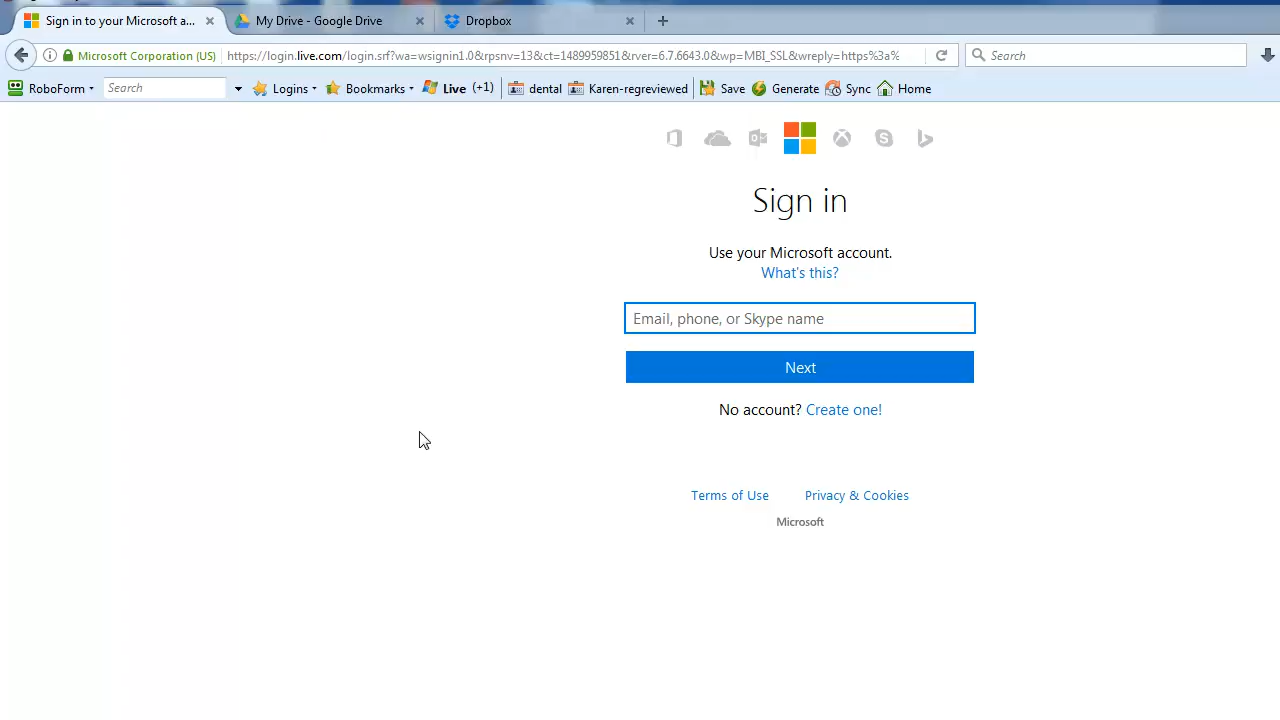 Sign in to your Microsoft a...
My Drive - Google Drive
Dropbox
Microsoft Corporation (US)
https://login.live.com/login.srf?wa=wsignin1.0&rpsnv=13&ct=1489959851&rver=6.7.6643.0&wp=MBI_SSL&wreply=https%3a%
Search
RoboForm
Search
Logins
Bookmarks
Live (+1)
dental
Karen-regreviewed
Save
Generate
Sync
Home
Sign in
Use your Microsoft account.
What's this?
Email, phone, or Skype name
Next
No account? Create one!
Terms of Use Privacy & Cookies
Microsoft